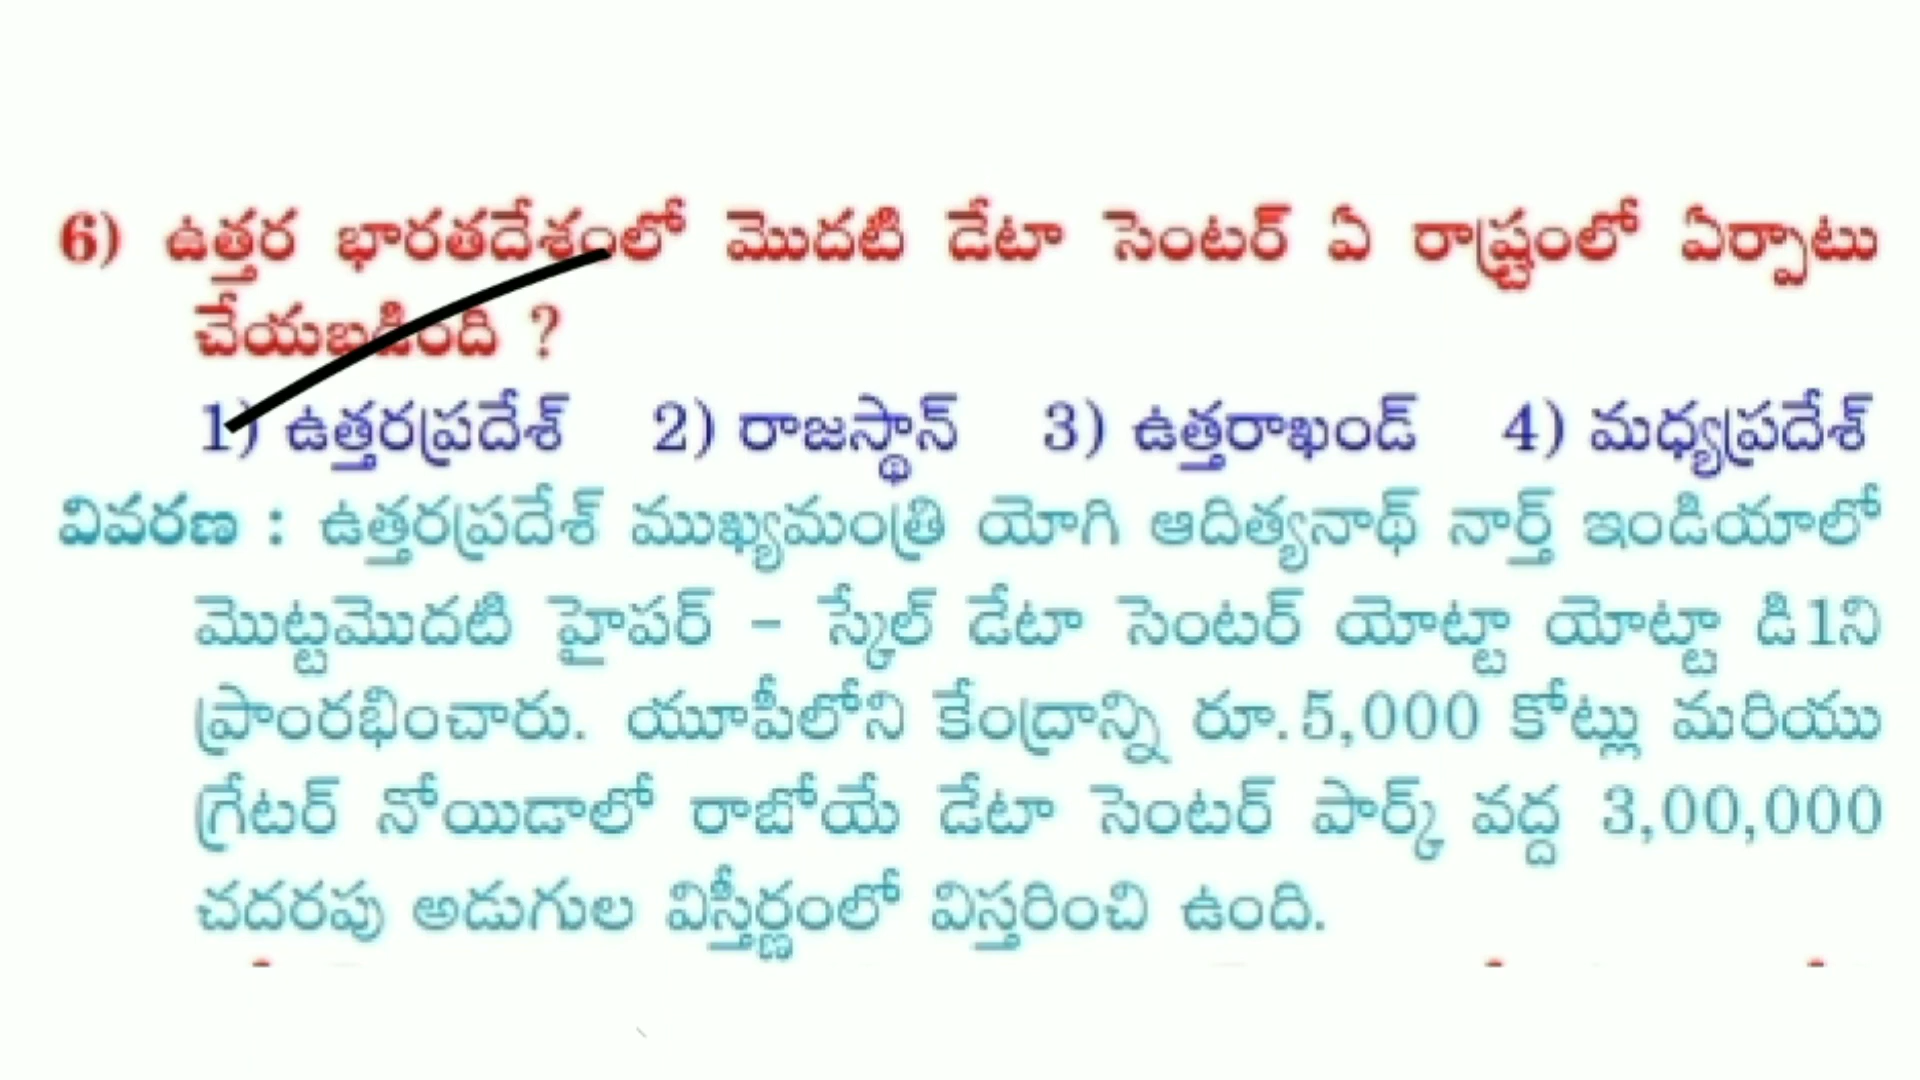 6) ఉత్తర భారతదేశంలో మొదటి డేటా సెంటర్ ఏ రాష్ట్రంలో ఏర్పాటు
చేయబడింది ?
1) ఉత్తరప్రదేశ్ 2) రాజస్థాన్ 3) ఉత్తరాఖండ్ 4) మధ్యప్రదేశ్
వివరణ : ఉత్తరప్రదేశ్ ముఖ్యమంత్రి యోగి ఆదిత్యనాథ్ నార్త్ ఇండియాలో
మొట్టమొదటి హైపర్ - స్కేల్ డేటా సెంటర్ యోట్టా యోట్టా డి1ని
ప్రాంరభించారు. యూపీలోని కేంద్రాన్ని రూ.5,000 కోట్లు మరియు
గ్రేటర్ నోయిడాలో రాబోయే డేటా సెంటర్ పార్క్ వద్ద 3,00,000
చదరపు అడుగుల విస్తీర్ణంలో విస్తరించి ఉంది.